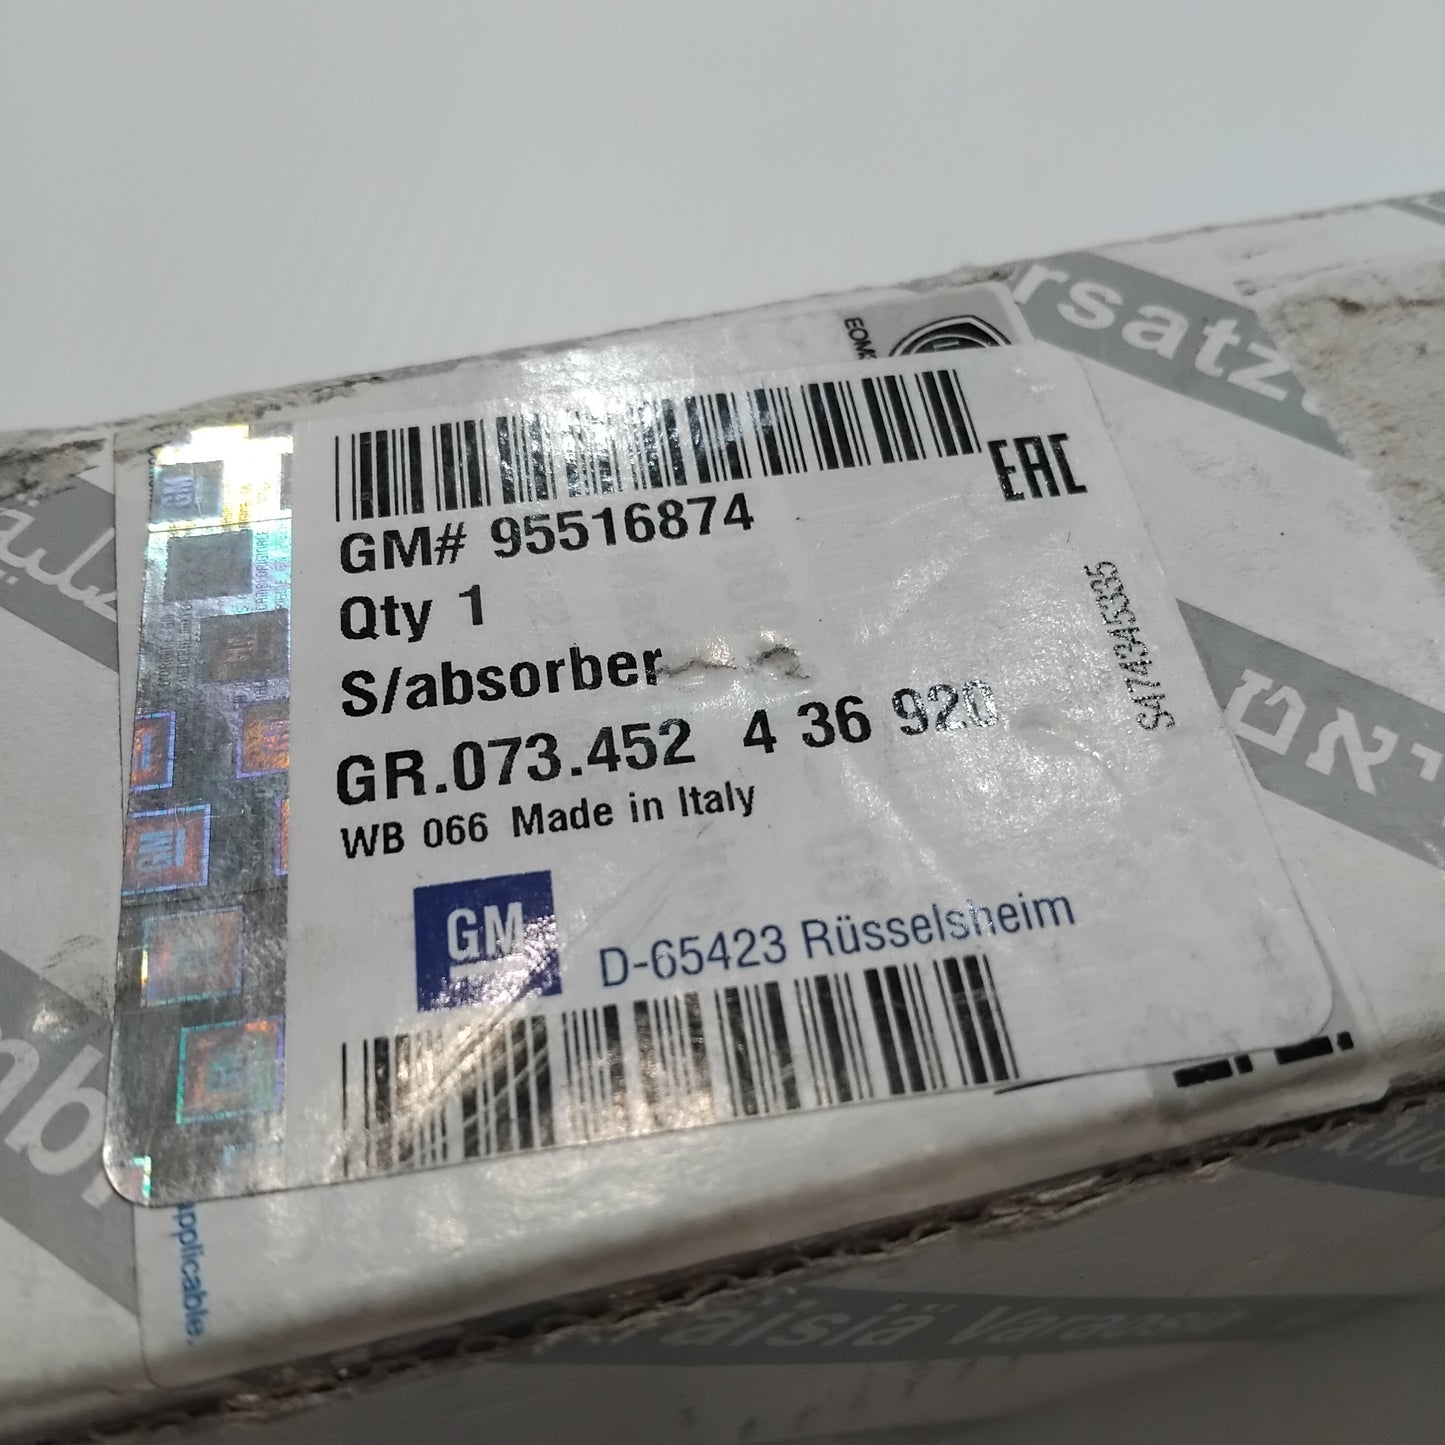 rsatz
EAC
GM# 95516874
Qty 1
S/absorber
GR.073.452 4 36 920
WB 066 Made in Italy
GM
D-65423 Rüsselsheim
applicable,